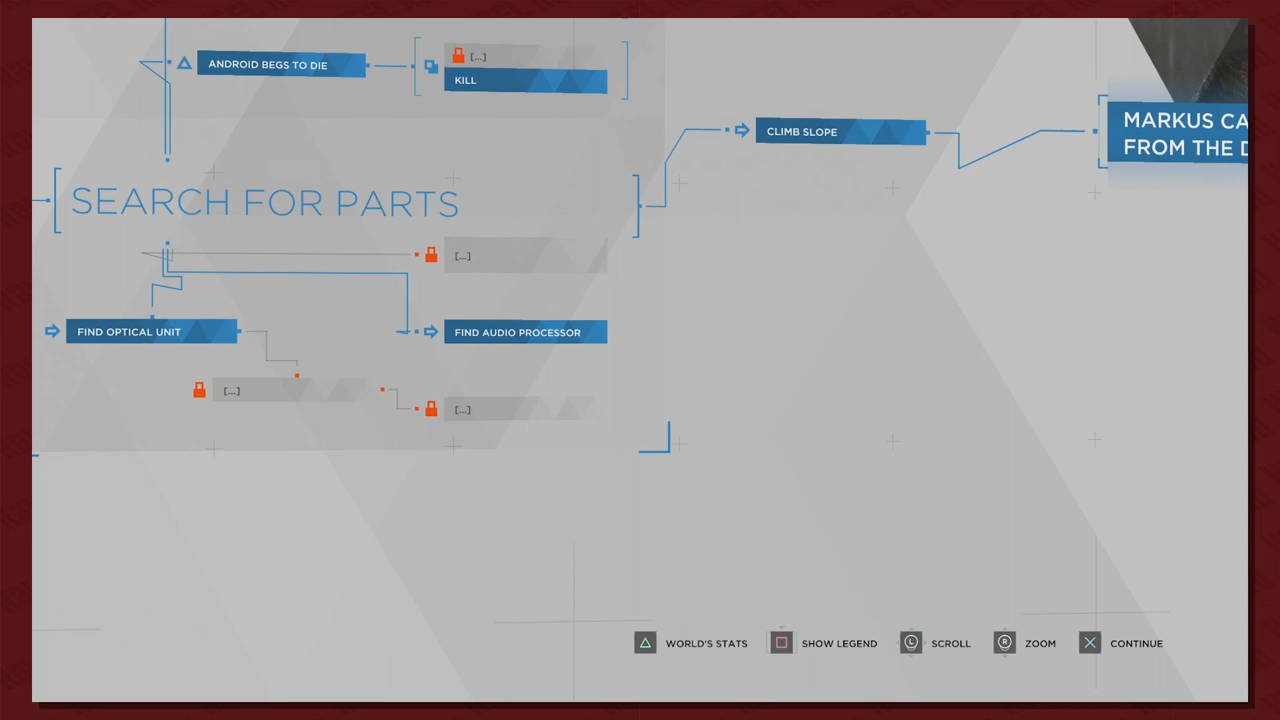 ANDROID BEGS TO DIE
[...]
KILL
CLIMB SLOPE
MARKUS CA
FROM THE D
SEARCH FOR PARTS
[...]
FIND OPTICAL UNIT
FIND AUDIO PROCESSOR
[...]
[...]
WORLD'S STATS
SHOW LEGEND
L
SCROLL
R
ZOOM
CONTINUE